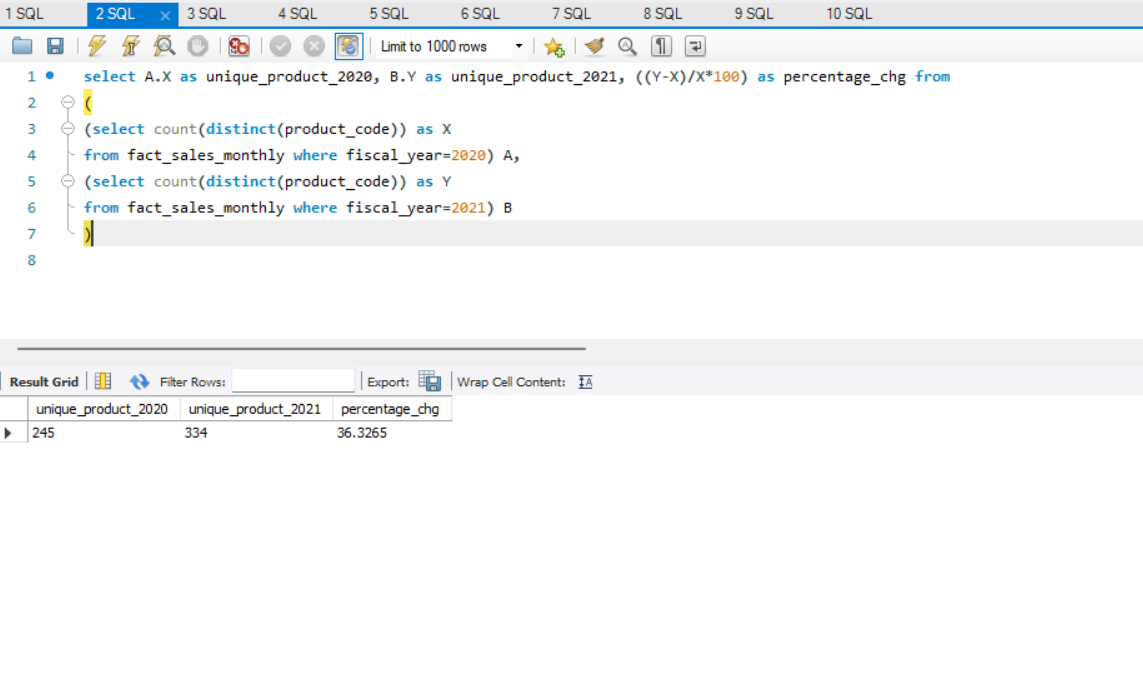 1 SQL 2 SQL 3 SQL 4 SQL 5 SQL 6 SQL 7 SQL 8 SQL 9 SQL 10 SQL
Limit to 1000 rows
1 select A.X as unique_product_2020, B.Y as unique_product_2021, ((Y-X)/X*100) as percentage_chg from
2 (
3 (select count(distinct(product_code)) as X
4 from fact_sales_monthly where fiscal_year=2020) A,
5 (select count(distinct(product_code)) as Y
6 from fact_sales_monthly where fiscal_year=2021) B
7 )
8
Result Grid Filter Rows: Export: Wrap Cell Content: IA
unique_product_2020 unique_product_2021 percentage_chg
245 334 36.3265